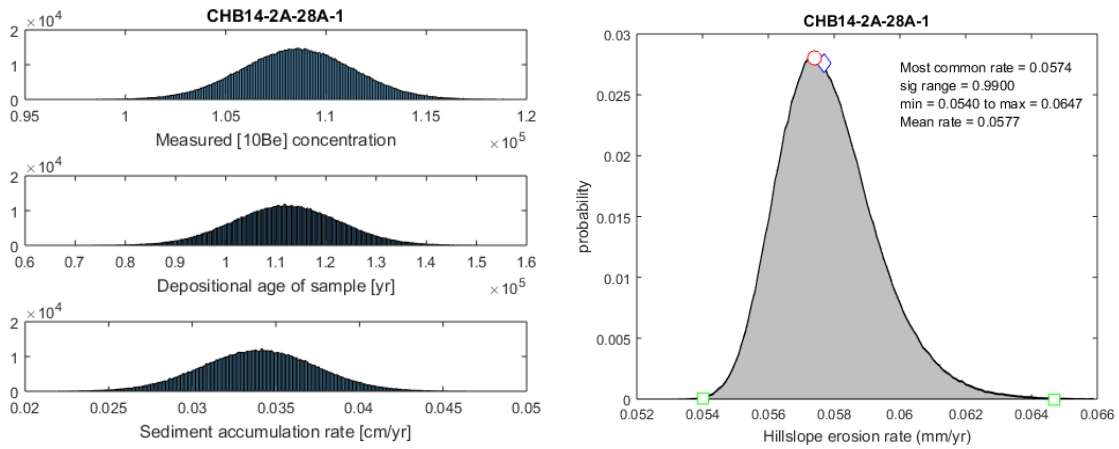 CHB14-2A-28A-1
×10⁴
2
1
0
0.95 1 1.05 1.1 1.15 1.2
Measured [10Be] concentration ×10⁵
×10⁴
2
1
0
0.6 0.7 0.8 0.9 1 1.1 1.2 1.3 1.4 1.5 1.6
Depositional age of sample [yr] ×10⁵
×10⁴
2
1
0
0.02 0.025 0.03 0.035 0.04 0.045 0.05
Sediment accumulation rate [cm/yr]
CHB14-2A-28A-1
0.03
0.025
0.02
0.015
0.01
0.005
0
probability
Most common rate = 0.0574
sig range = 0.9900
min = 0.0540 to max = 0.0647
Mean rate = 0.0577
0.052 0.054 0.056 0.058 0.06 0.062 0.064 0.066
Hillslope erosion rate (mm/yr)